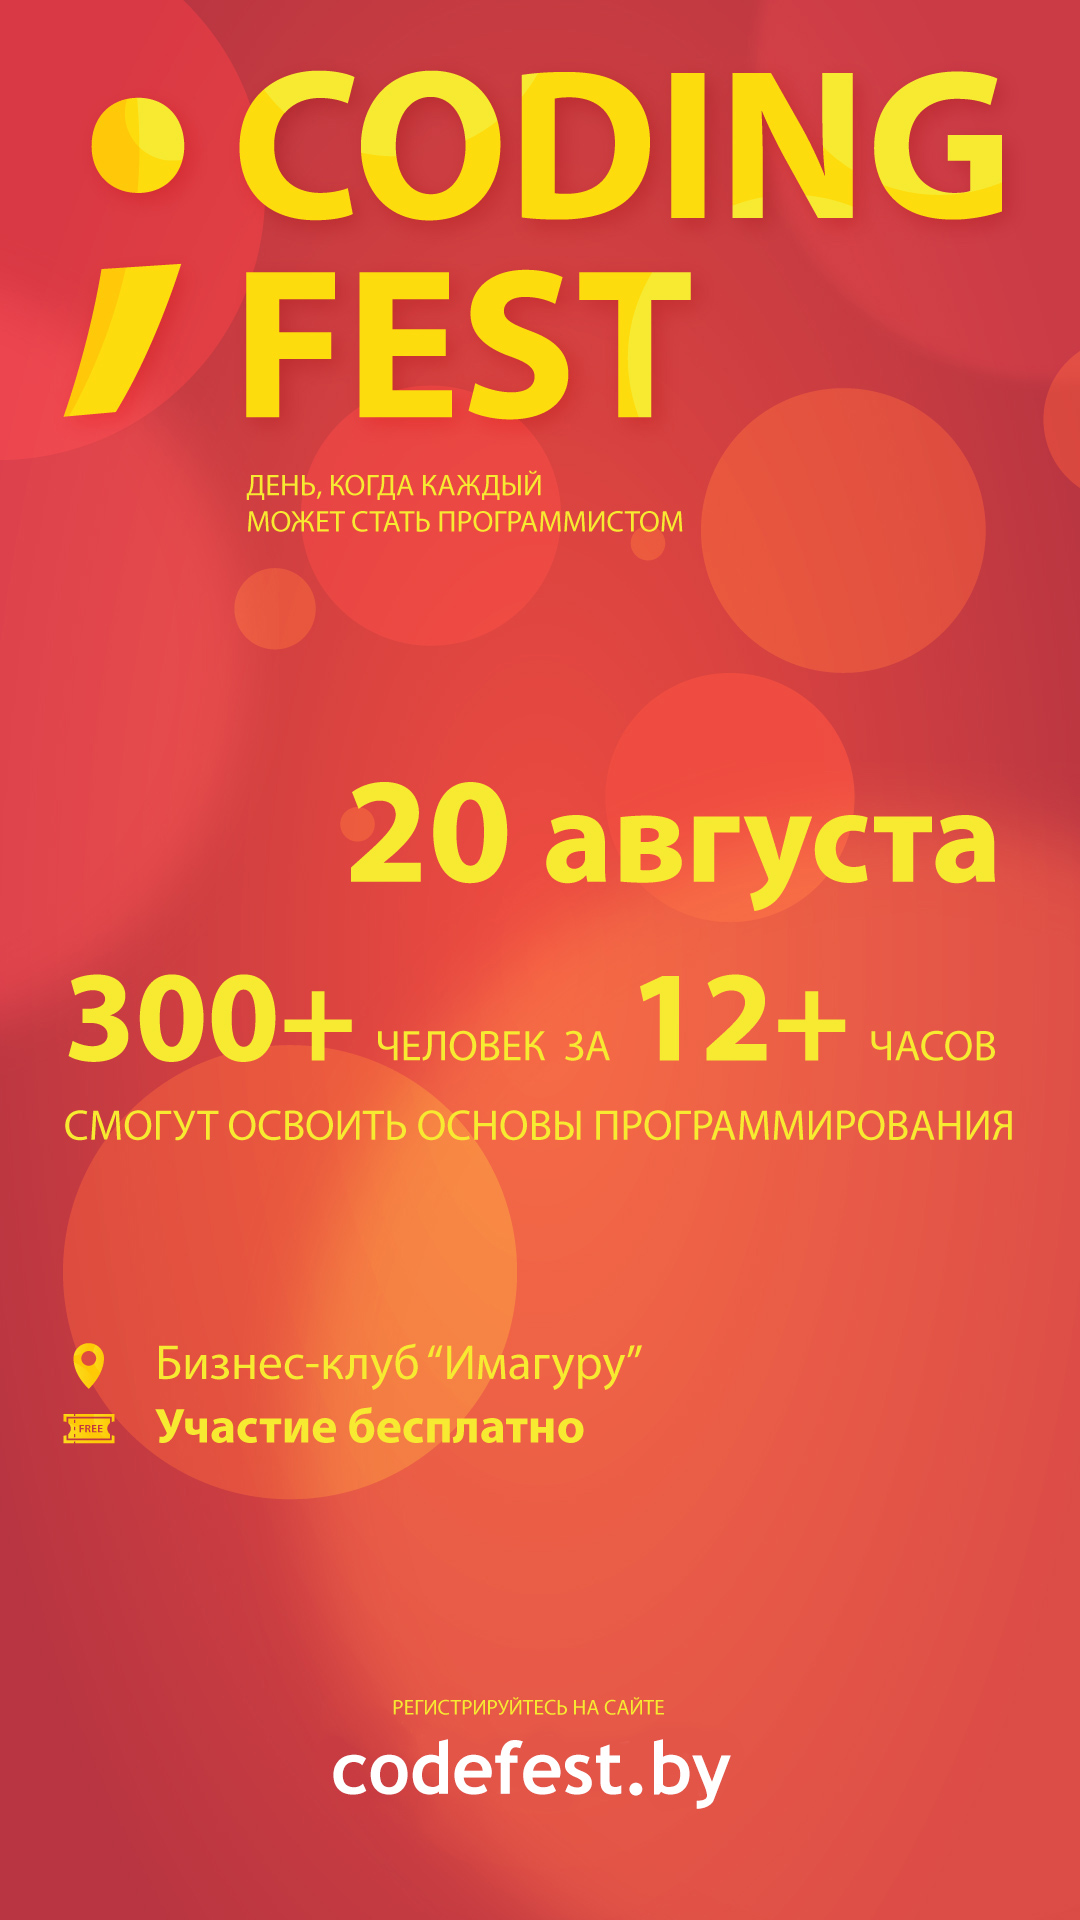 ; CODING
FEST
ДЕНЬ, КОГДА КАЖДЫЙ
МОЖЕТ СТАТЬ ПРОГРАММИСТОМ
20 августа
300+ ЧЕЛОВЕК ЗА 12+ ЧАСОВ
СМОГУТ ОСВОИТЬ ОСНОВЫ ПРОГРАММИРОВАНИЯ
Бизнес-клуб “Имагуру”
FREE Участие бесплатно
РЕГИСТРИРУЙТЕСЬ НА САЙТЕ
codefest.by